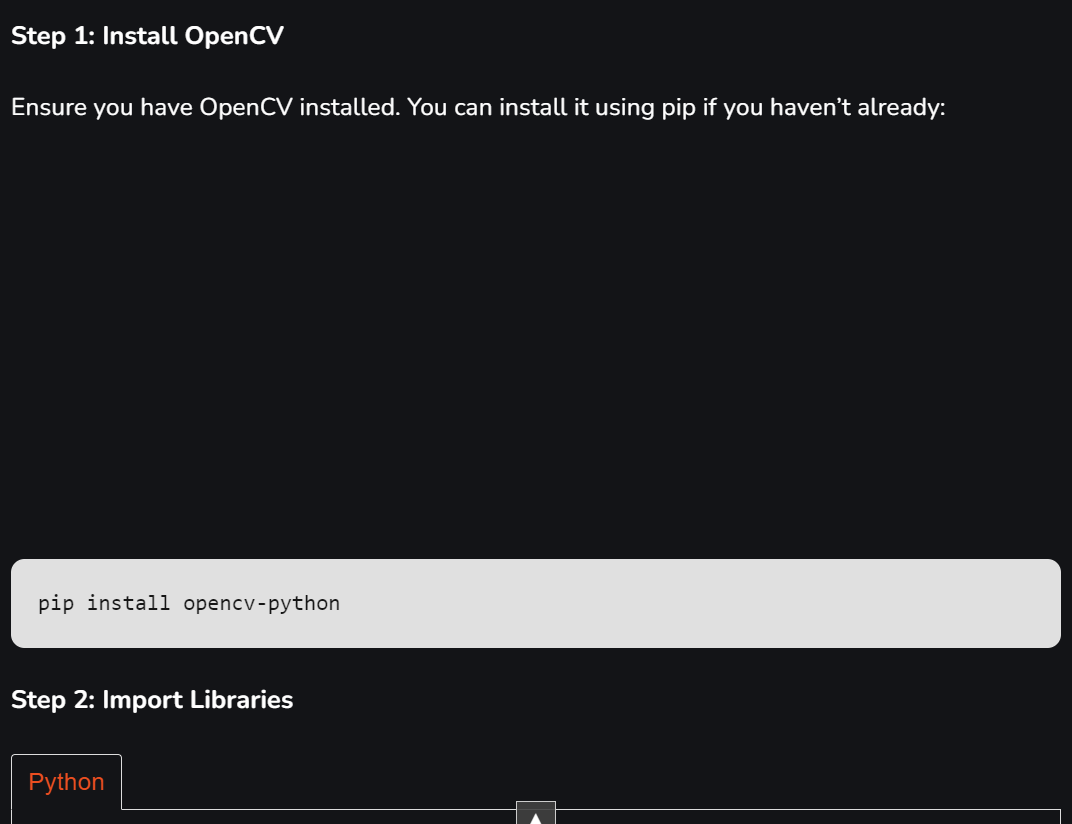 Step 1: Install OpenCV
Ensure you have OpenCV installed. You can install it using pip if you haven’t already:
pip install opencv-python
Step 2: Import Libraries
Python